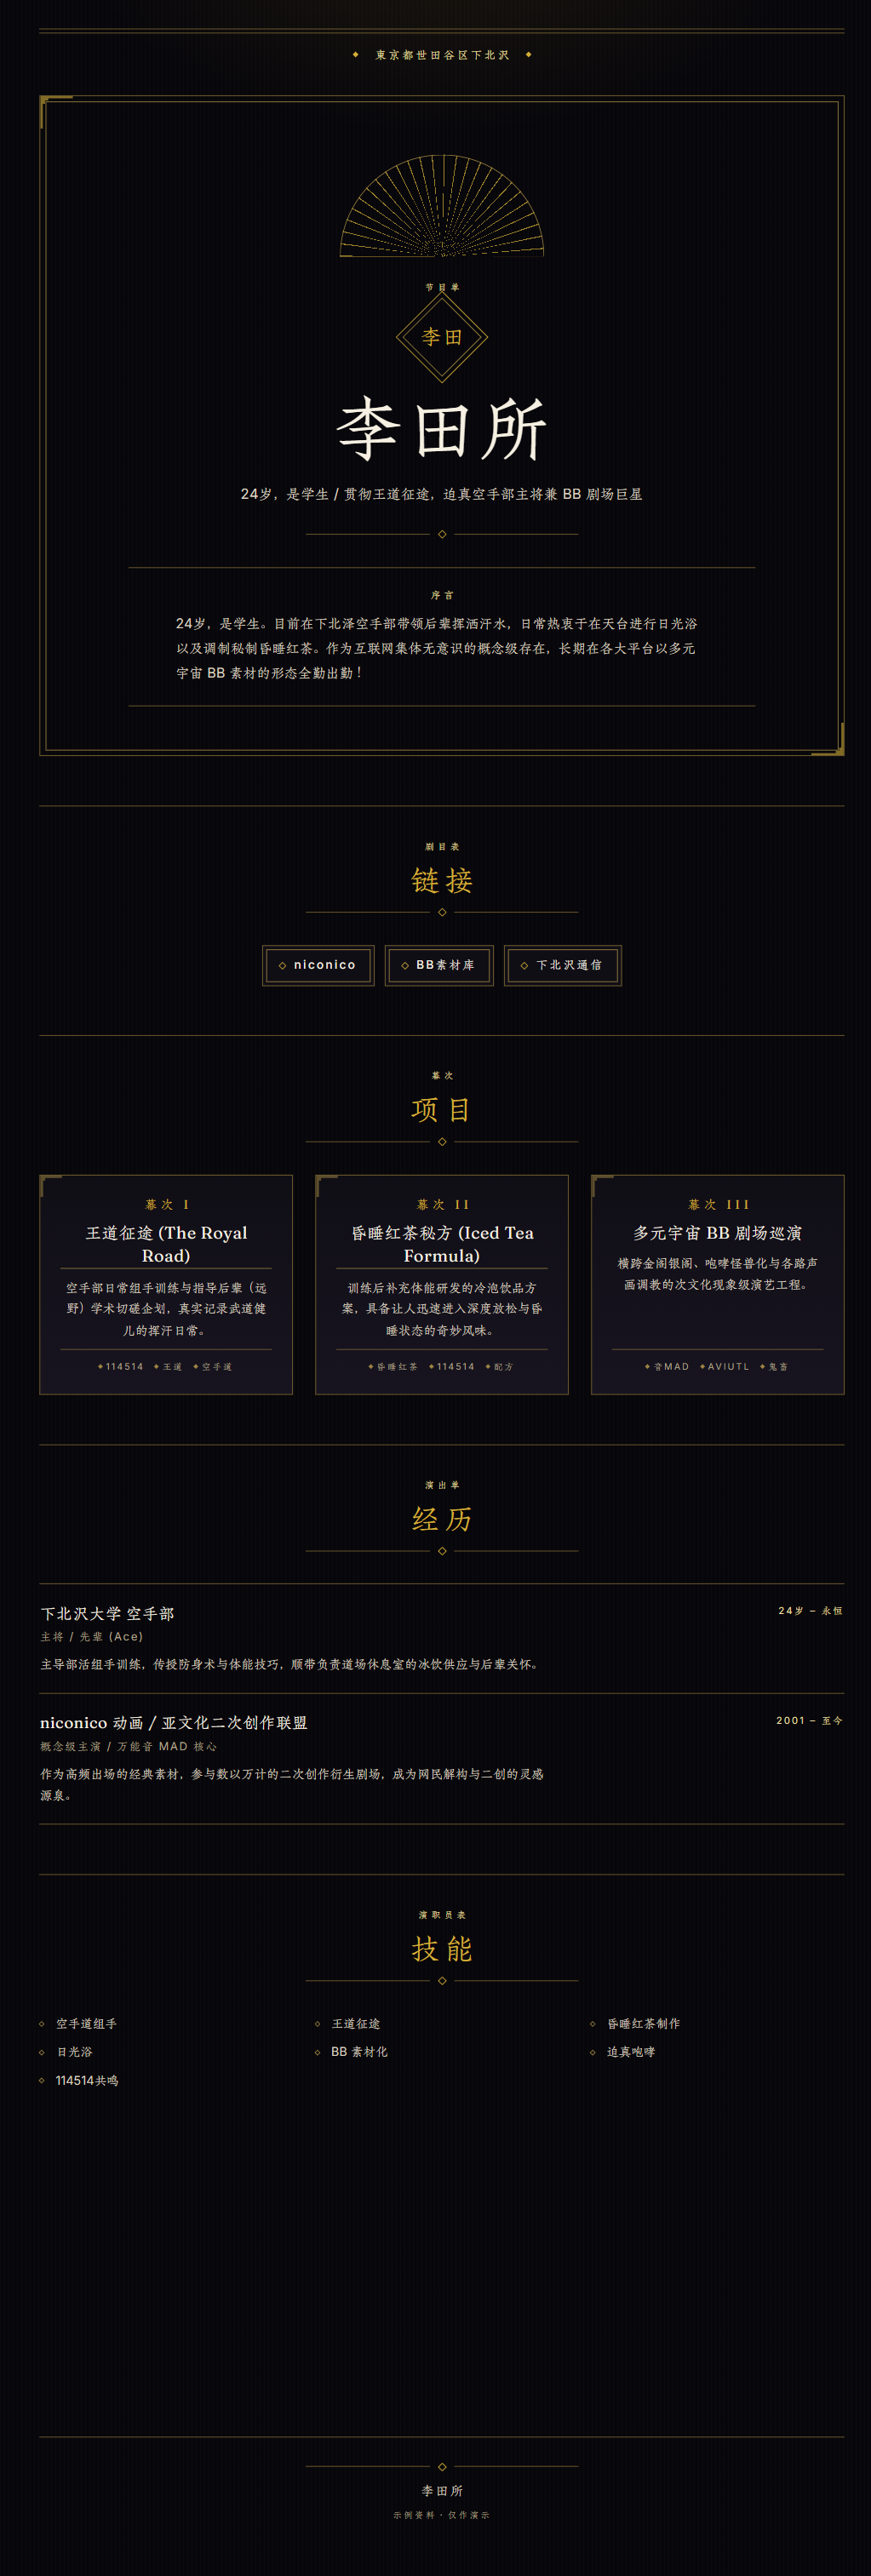 東京都世田谷区下北沢
节目单
李田
李田所
24岁，是学生 / 贯彻王道征途，迫真空手部主将兼 BB 剧场巨星
序言
24岁，是学生。目前在下北泽空手部带领后辈挥洒汗水，日常热衷于在天台进行日光浴
以及调制秘制昏睡红茶。作为互联网集体无意识的概念级存在，长期在各大平台以多元
宇宙 BB 素材的形态全勤出勤！
剧目表
链接
niconico
BB素材库
下北沢通信
幕次
项目
幕次 I
王道征途 (The Royal
Road)
空手部日常组手训练与指导后辈（远
野）学术切磋企划，真实记录武道健
儿的挥汗日常。
114514 王道 空手道
幕次 II
昏睡红茶秘方 (Iced Tea
Formula)
训练后补充体能研发的冷泡饮品方
案，具备让人迅速进入深度放松与昏
睡状态的奇妙风味。
昏睡红茶 114514 配方
幕次 III
多元宇宙 BB 剧场巡演
横跨金阁银阁、咆哮怪兽化与各路声
画调教的次文化现象级演艺工程。
音MAD AVIUTL 鬼畜
演出单
经历
下北沢大学 空手部
24岁 – 永恒
主将 / 先辈 (Ace)
主导部活组手训练，传授防身术与体能技巧，顺带负责道场休息室的冰饮供应与后辈关怀。
niconico 动画 / 亚文化二次创作联盟
2001 – 至今
概念级主演 / 万能音 MAD 核心
作为高频出场的经典素材，参与数以万计的二次创作衍生剧场，成为网民解构与二创的灵感
源泉。
演职员表
技能
空手道组手
王道征途
昏睡红茶制作
日光浴
BB 素材化
迫真咆哮
114514共鸣
李田所
示例资料 · 仅作演示